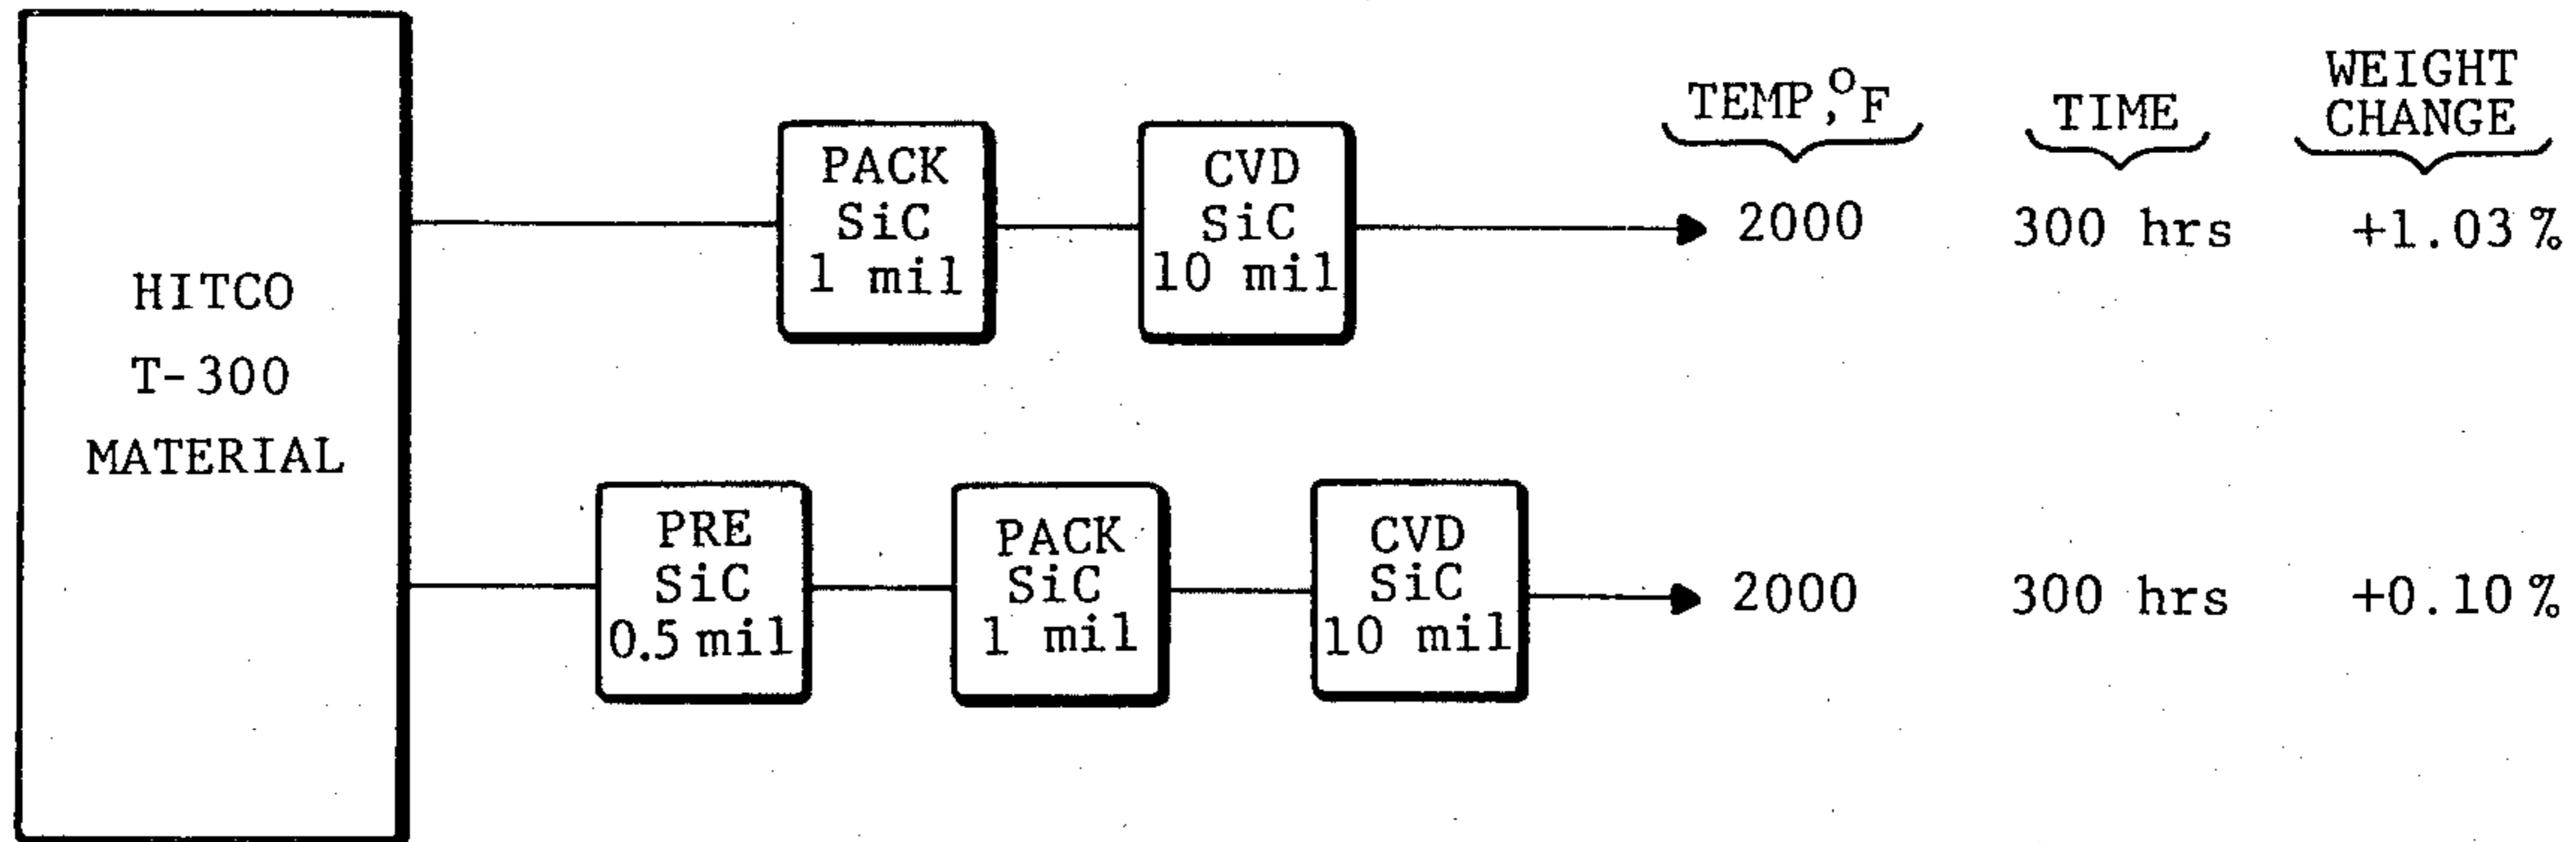 HITCO
T-300
MATERIAL
PACK
SiC
1 mil
CVD
SiC
10 mil
TEMP,°F
TIME
WEIGHT
CHANGE
2000
300 hrs
+1.03%
PRE
SiC
0.5 mil
PACK
SiC
1 mil
CVD
SiC
10 mil
2000
300 hrs
+0.10%